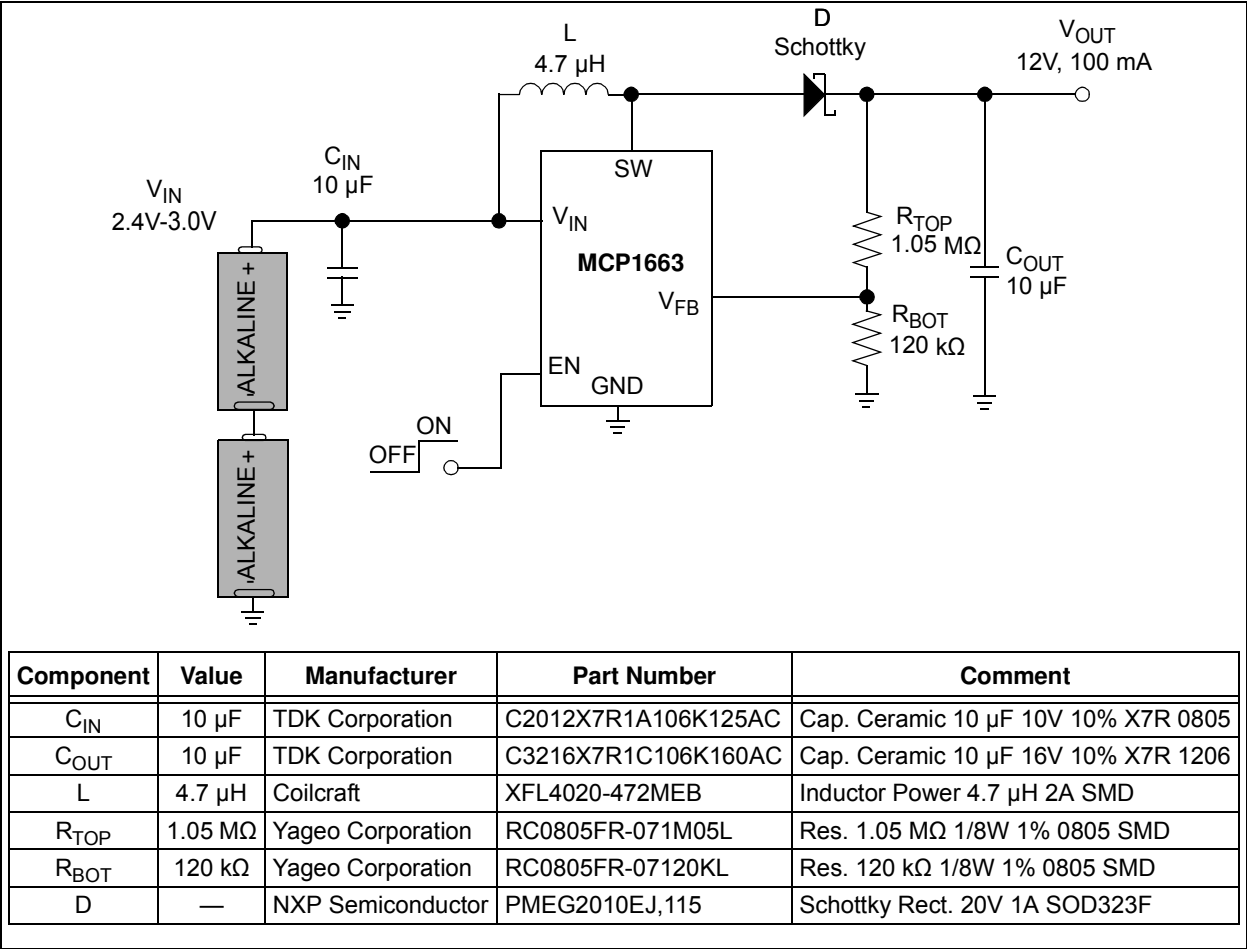 D
Schottky
L
4.7 µH
VOUT
12V, 100 mA
SW
CIN
10 µF
VIN
2.4V-3.0V
VIN
RTOP
1.05 MΩ
MCP1663
COUT
10 µF
VFB
RBOT
120 kΩ
EN
GND
ON
OFF
-ALKALINE +
-ALKALINE +
Component Value Manufacturer Part Number Comment
CIN 10 µF TDK Corporation C2012X7R1A106K125AC Cap. Ceramic 10 µF 10V 10% X7R 0805
COUT 10 µF TDK Corporation C3216X7R1C106K160AC Cap. Ceramic 10 µF 16V 10% X7R 1206
L 4.7 µH Coilcraft XFL4020-472MEB Inductor Power 4.7 µH 2A SMD
RTOP 1.05 MΩ Yageo Corporation RC0805FR-071M05L Res. 1.05 MΩ 1/8W 1% 0805 SMD
RBOT 120 kΩ Yageo Corporation RC0805FR-07120KL Res. 120 kΩ 1/8W 1% 0805 SMD
D — NXP Semiconductor PMEG2010EJ,115 Schottky Rect. 20V 1A SOD323F